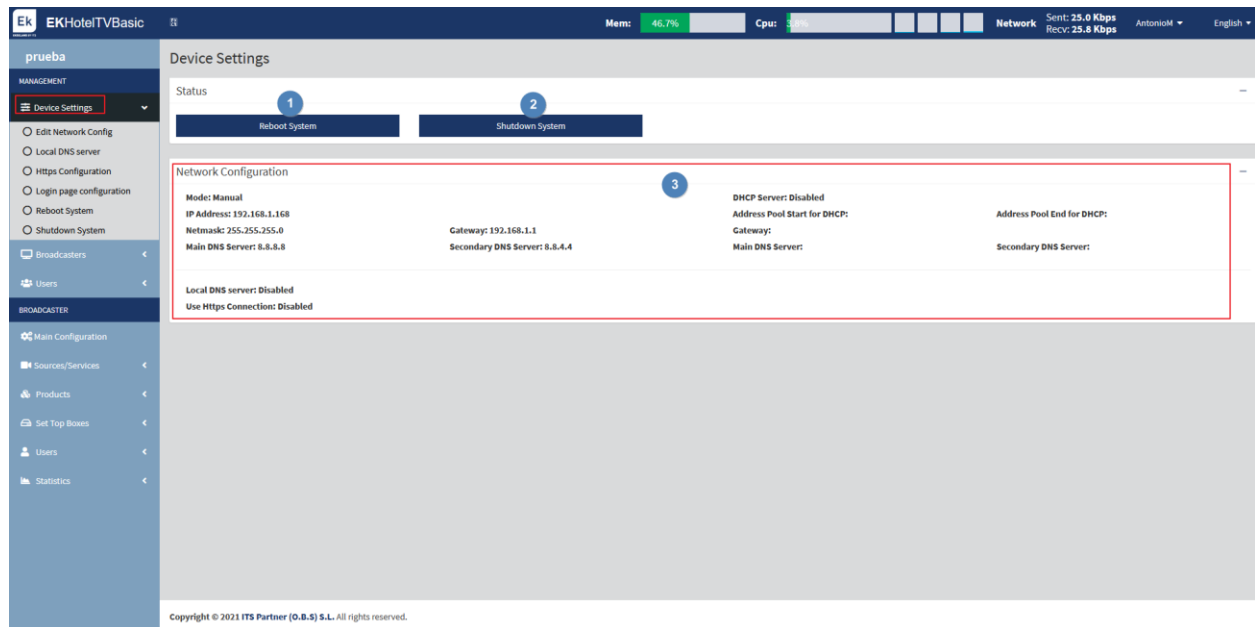 Ek EKHotelTVBasic
Mem: 46.7% Cpu: 3.8% Network Sent: 25.0 Kbps Recv: 25.8 Kbps AntonioM English
prueba
MANAGEMENT
Device Settings
Edit Network Config
Local DNS server
Https Configuration
Login page configuration
Reboot System
Shutdown System
Broadcasters
Users
BROADCASTER
Main Configuration
Sources/Services
Products
Set Top Boxes
Users
Statistics
Device Settings
Status
1
2
Reboot System Shutdown System
Network Configuration
3
Mode: Manual DHCP Server: Disabled
IP Address: 192.168.1.168 Address Pool Start for DHCP: Address Pool End for DHCP:
Netmask: 255.255.255.0 Gateway: 192.168.1.1 Gateway:
Main DNS Server: 8.8.8.8 Secondary DNS Server: 8.8.4.4 Main DNS Server: Secondary DNS Server:
Local DNS server: Disabled
Use Https Connection: Disabled
Copyright © 2021 ITS Partner (O.B.S) S.L. All rights reserved.